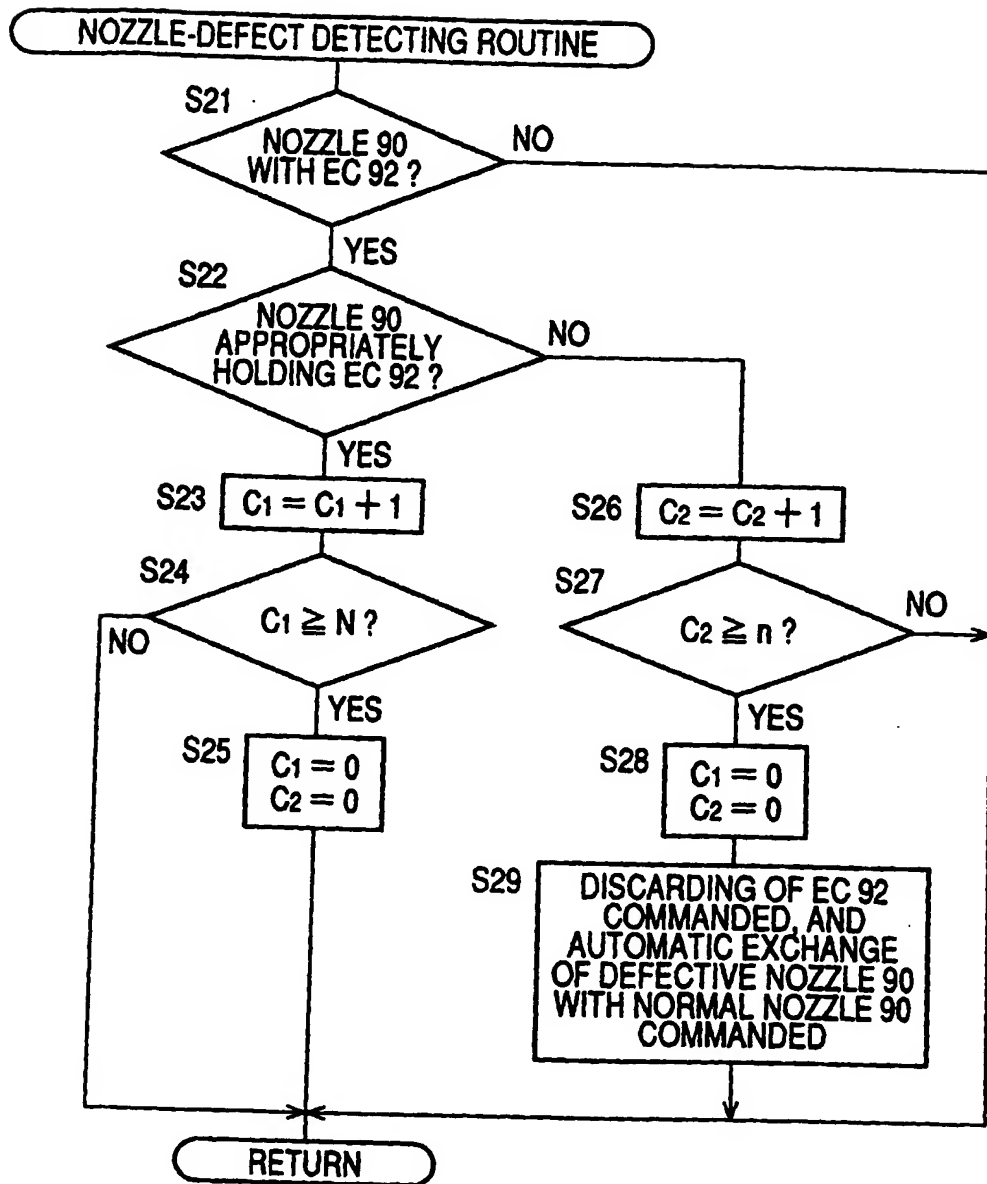 NOZZLE-DEFECT DETECTING ROUTINE
S21
NOZZLE 90
WITH EC 92 ?
NO
YES
S22
NOZZLE 90
APPROPRIATELY
HOLDING EC 92 ?
NO
YES
S23
C1 = C1 + 1
S26
C2 = C2 + 1
S24
C1 ≧ N ?
NO
YES
S27
C2 ≧ n ?
NO
YES
S25
C1 = 0
C2 = 0
S28
C1 = 0
C2 = 0
S29
DISCARDING OF EC 92
COMMANDED, AND
AUTOMATIC EXCHANGE
OF DEFECTIVE NOZZLE 90
WITH NORMAL NOZZLE 90
COMMANDED
RETURN